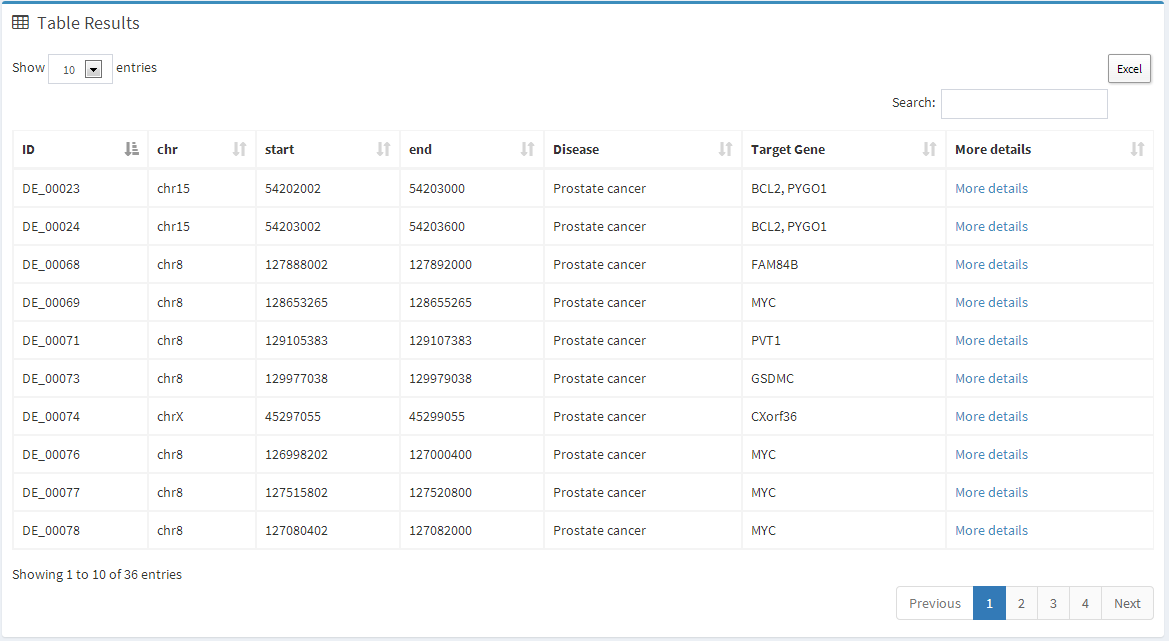 Table Results
Show 10 entries
Excel
Search:
ID chr start end Disease Target Gene More details
DE_00023 chr15 54202002 54203000 Prostate cancer BCL2, PYGO1 More details
DE_00024 chr15 54203002 54203600 Prostate cancer BCL2, PYGO1 More details
DE_00068 chr8 127888002 127892000 Prostate cancer FAM84B More details
DE_00069 chr8 128653265 128655265 Prostate cancer MYC More details
DE_00071 chr8 129105383 129107383 Prostate cancer PVT1 More details
DE_00073 chr8 129977038 129979038 Prostate cancer GSDMC More details
DE_00074 chrX 45297055 45299055 Prostate cancer CXorf36 More details
DE_00076 chr8 126998202 127000400 Prostate cancer MYC More details
DE_00077 chr8 127515802 127520800 Prostate cancer MYC More details
DE_00078 chr8 127080402 127082000 Prostate cancer MYC More details
Showing 1 to 10 of 36 entries
Previous 1 2 3 4 Next